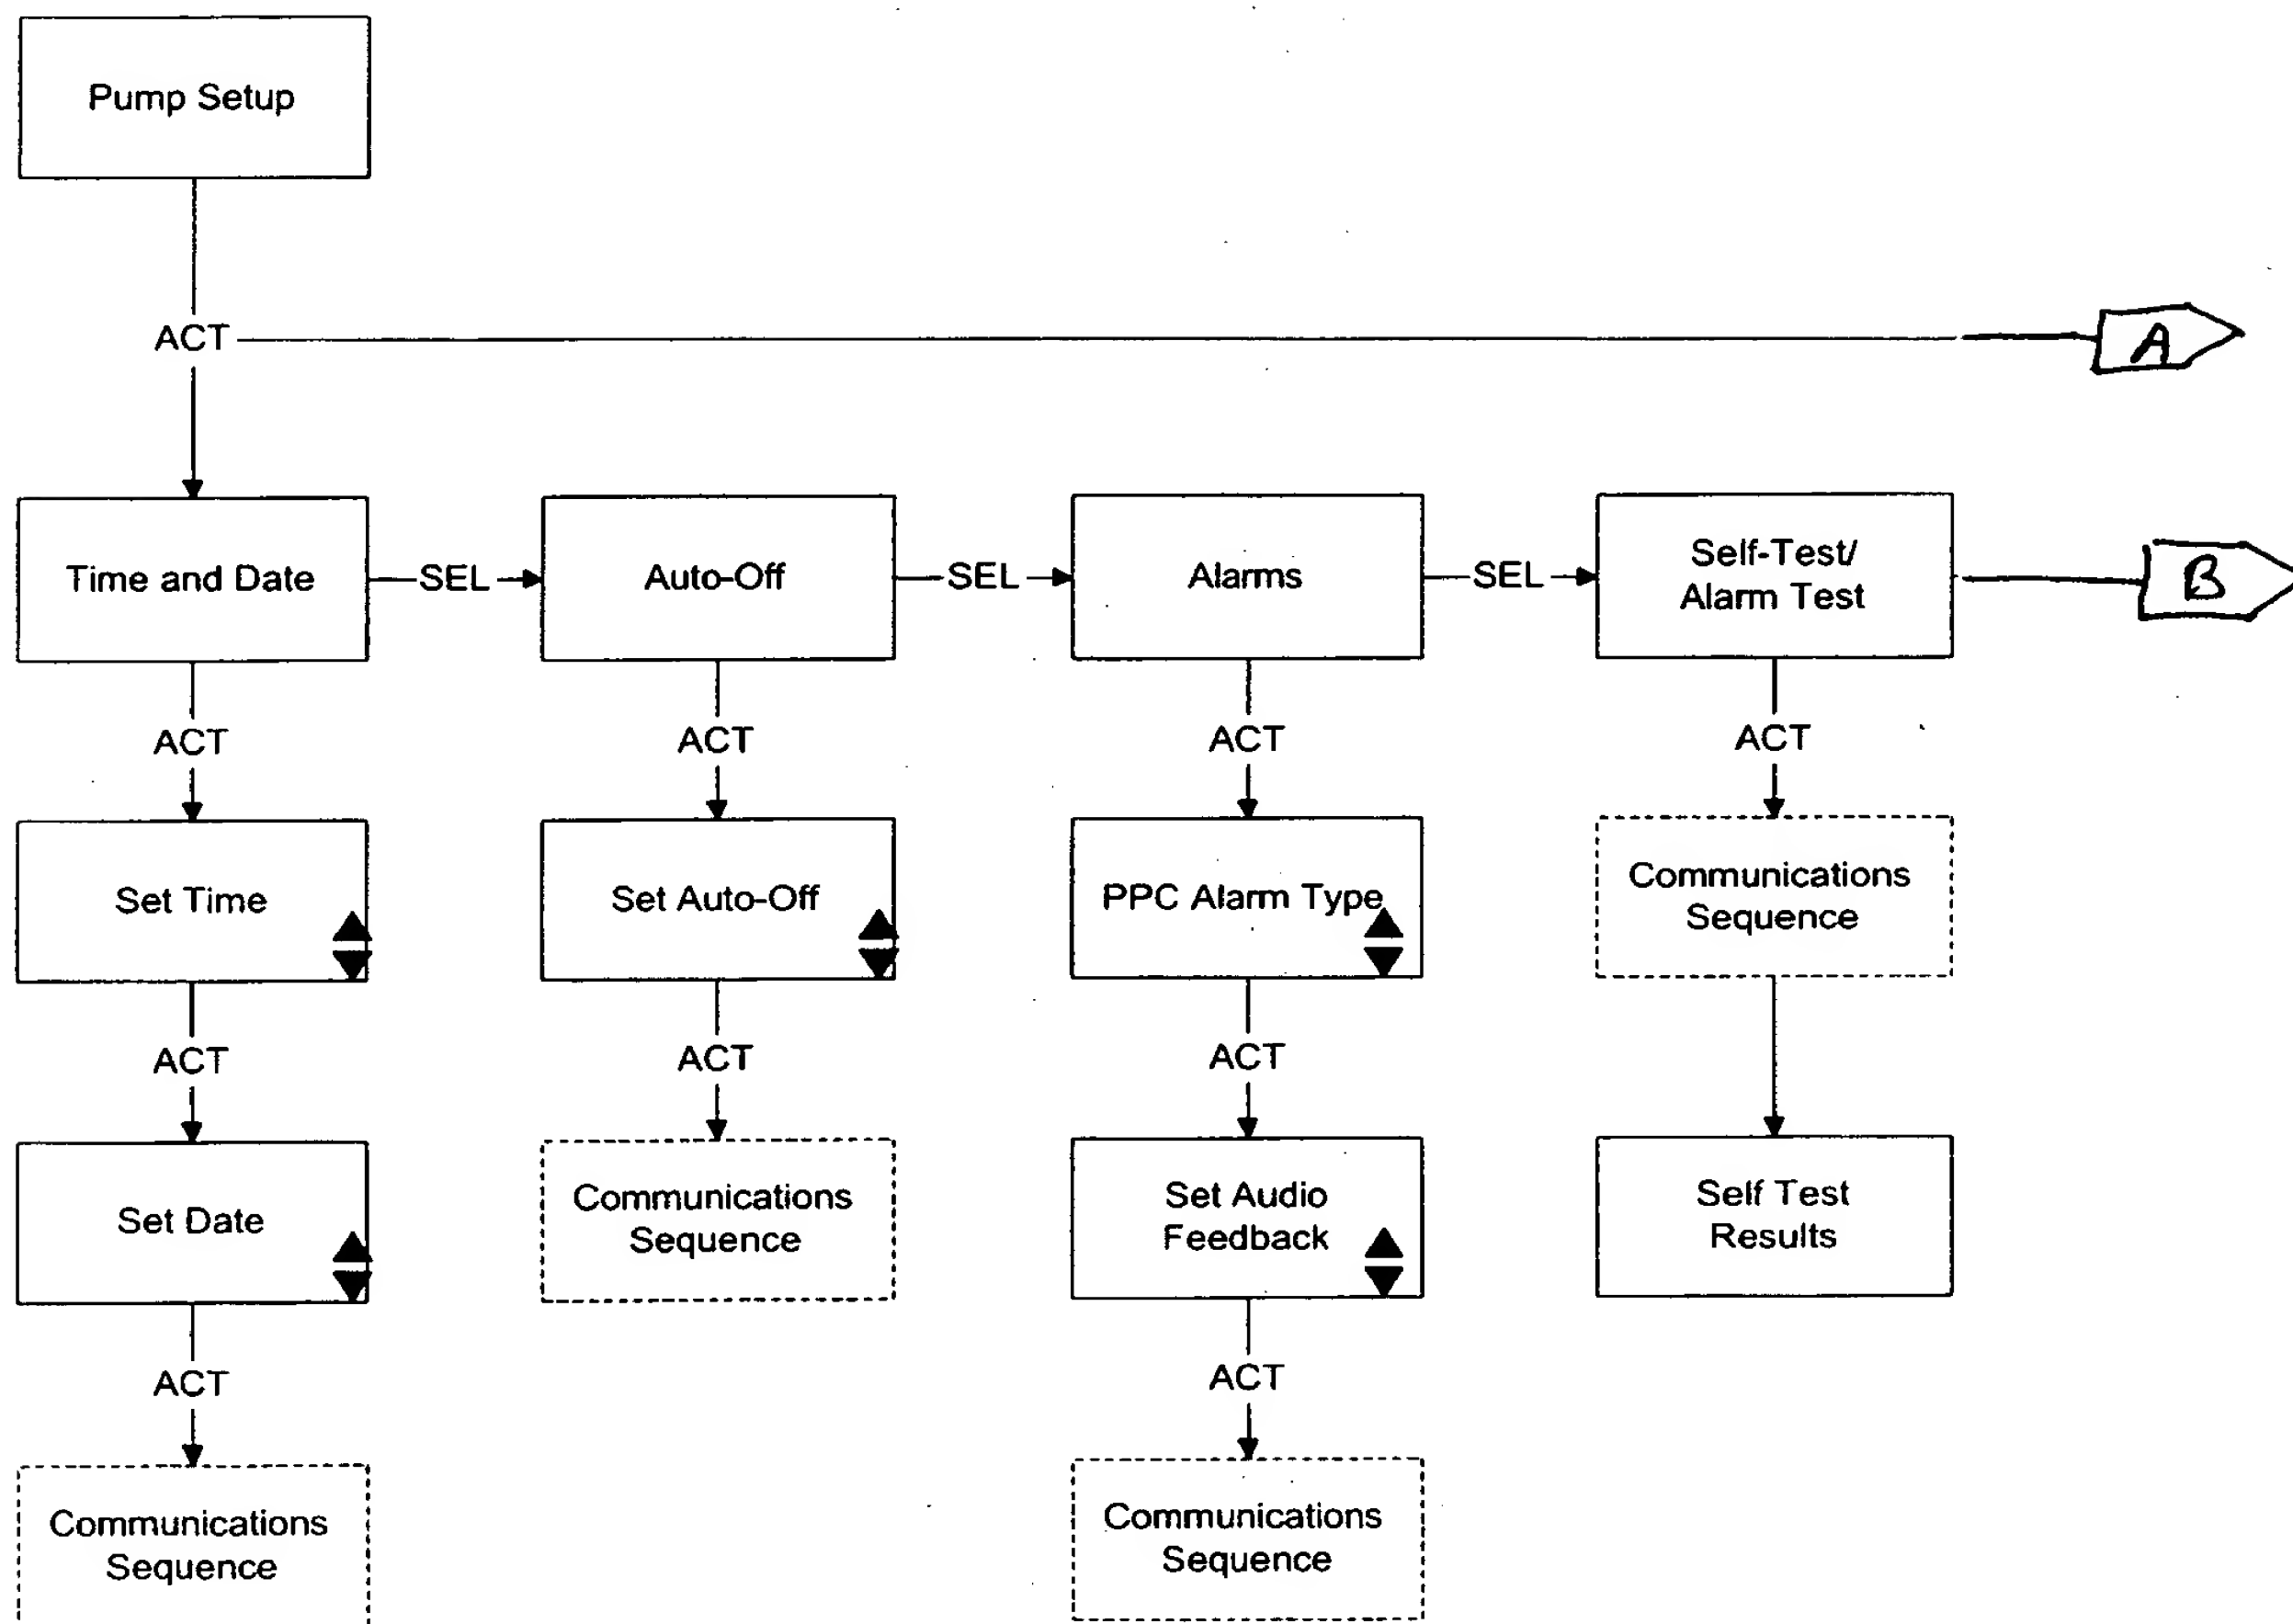 Pump Setup
ACT
A
Time and Date
SEL
Auto-Off
SEL
Alarms
SEL
Self-Test/
Alarm Test
B
ACT
ACT
ACT
ACT
Set Time
Set Auto-Off
PPC Alarm Type
Communications
Sequence
ACT
ACT
ACT
Set Date
Communications
Sequence
Set Audio
Feedback
Self Test
Results
ACT
ACT
Communications
Sequence
Communications
Sequence